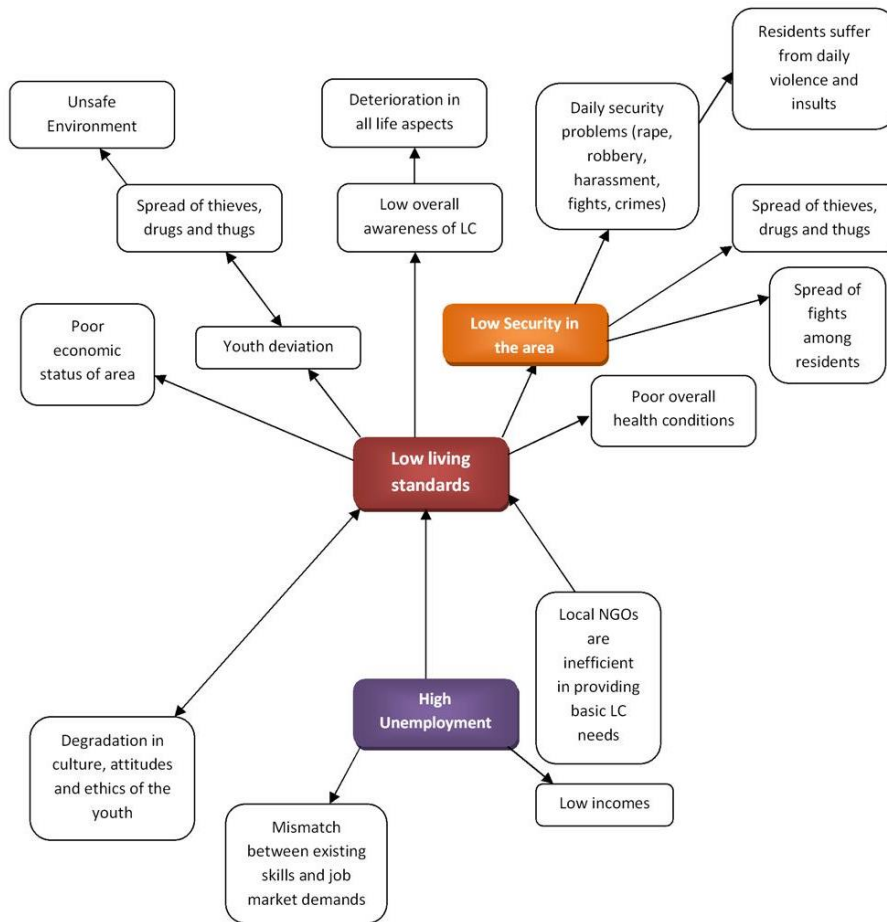 Residents suffer
from daily
violence and
insults
Unsafe
Environment
Deterioration in
all life aspects
Daily security
problems (rape,
robbery,
harassment,
fights, crimes)
Spread of thieves,
drugs and thugs
Low overall
awareness of LC
Spread of thieves,
drugs and thugs
Low Security in
the area
Spread of
fights
among
residents
Poor
economic
status of area
Youth deviation
Poor overall
health conditions
Low living
standards
Local NGOs
are
inefficient
in providing
basic LC
needs
High
Unemployment
Degradation in
culture, attitudes
and ethics of the
youth
Low incomes
Mismatch
between existing
skills and job
market demands